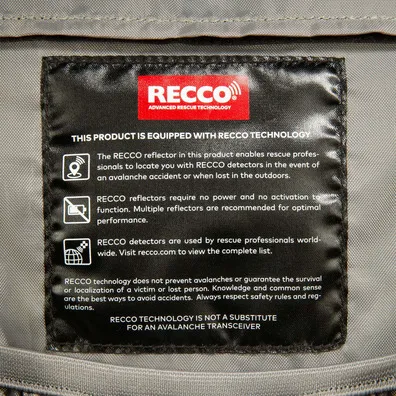 RECCO
ADVANCED RESCUE TECHNOLOGY
THIS PRODUCT IS EQUIPPED WITH RECCO TECHNOLOGY
The RECCO reflector in this product enables rescue profes-
sionals to locate you with RECCO detectors in the event of
an avalanche accident or when lost in the outdoors.
RECCO reflectors require no power and no activation to
function. Multiple reflectors are recommended for optimal
performance.
RECCO detectors are used by rescue professionals world-
wide. Visit recco.com to view the complete list.
RECCO technology does not prevent avalanches or guarantee the survival
or localization of a victim or lost person. Knowledge and common sense
are the best ways to avoid accidents. Always respect safety rules and reg-
ulations.
RECCO TECHNOLOGY IS NOT A SUBSTITUTE
FOR AN AVALANCHE TRANSCEIVER